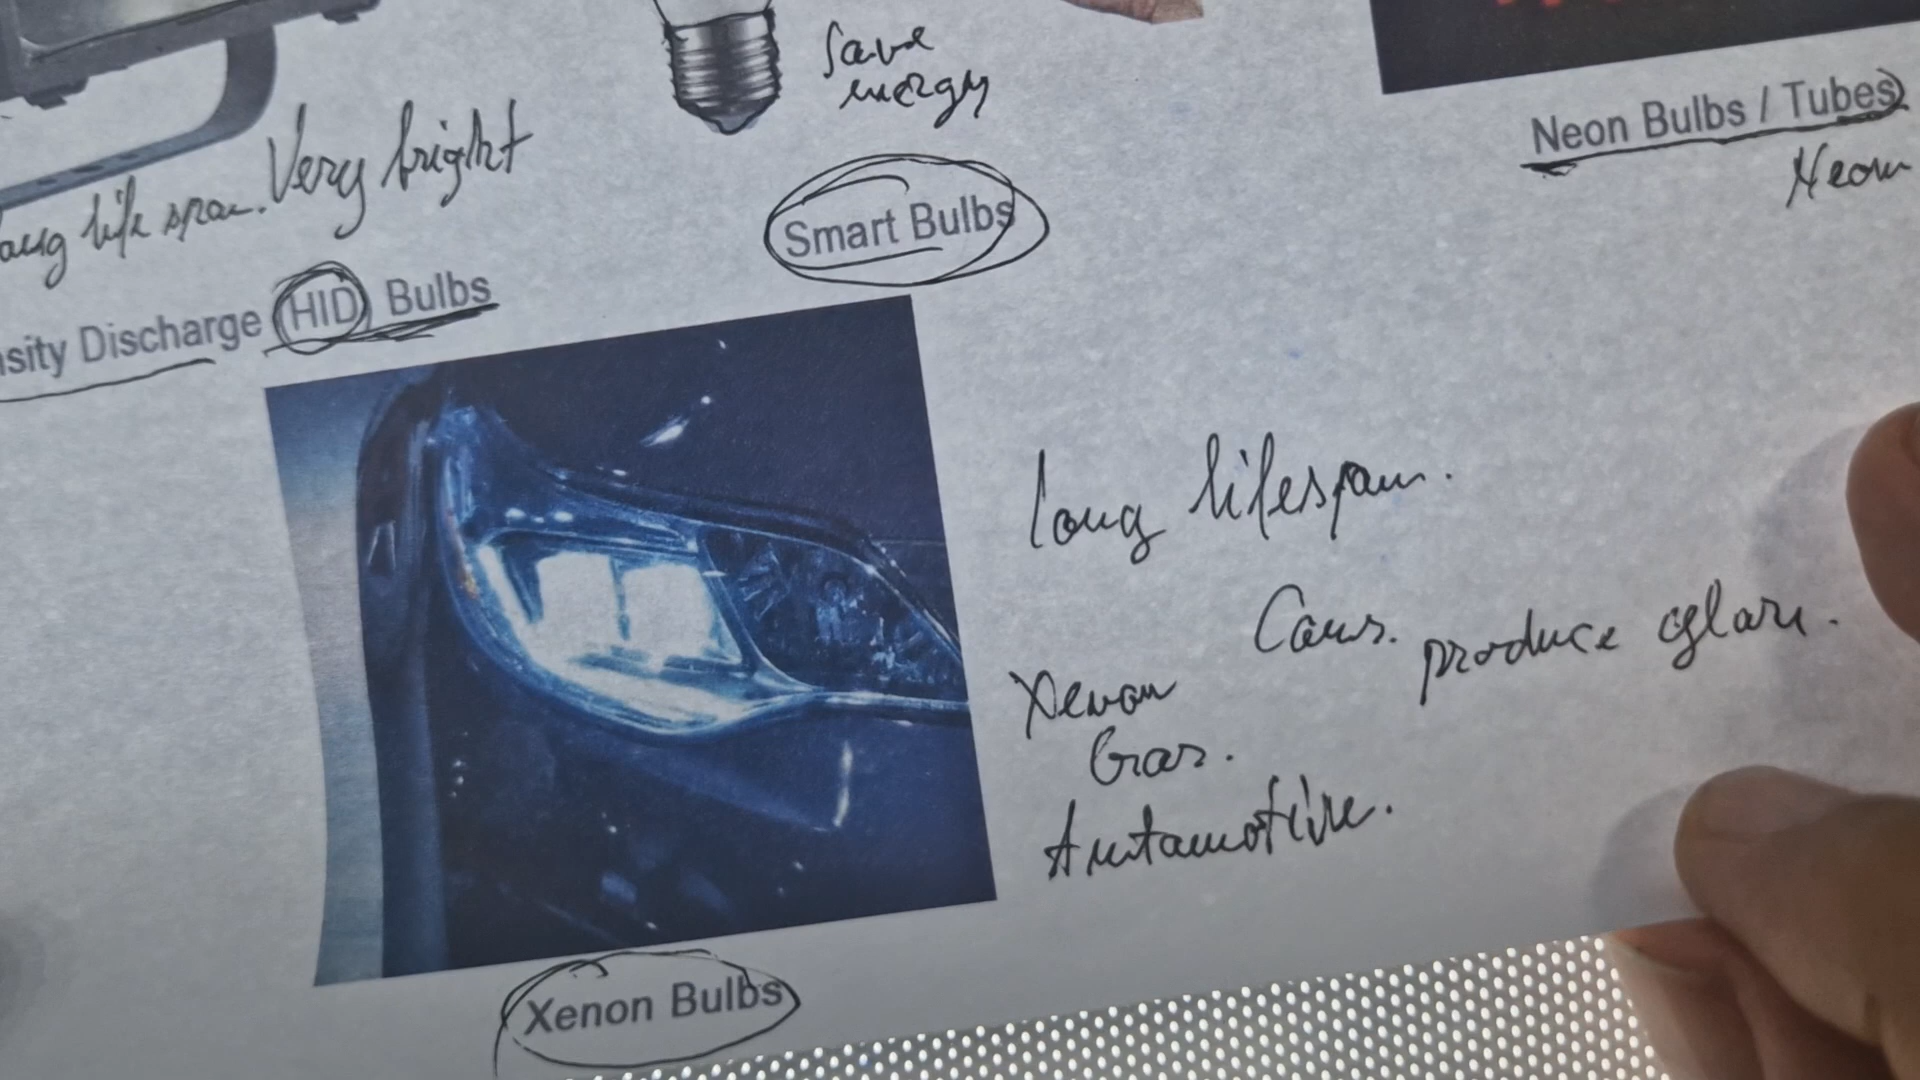 Save
energy
Neon Bulbs / Tubes
Neon
long life span. Very bright
Smart Bulbs
nsity Discharge (HID) Bulbs
long lifespan.
Cars. produce glare.
Xenon
Gas.
Automotive.
Xenon Bulbs